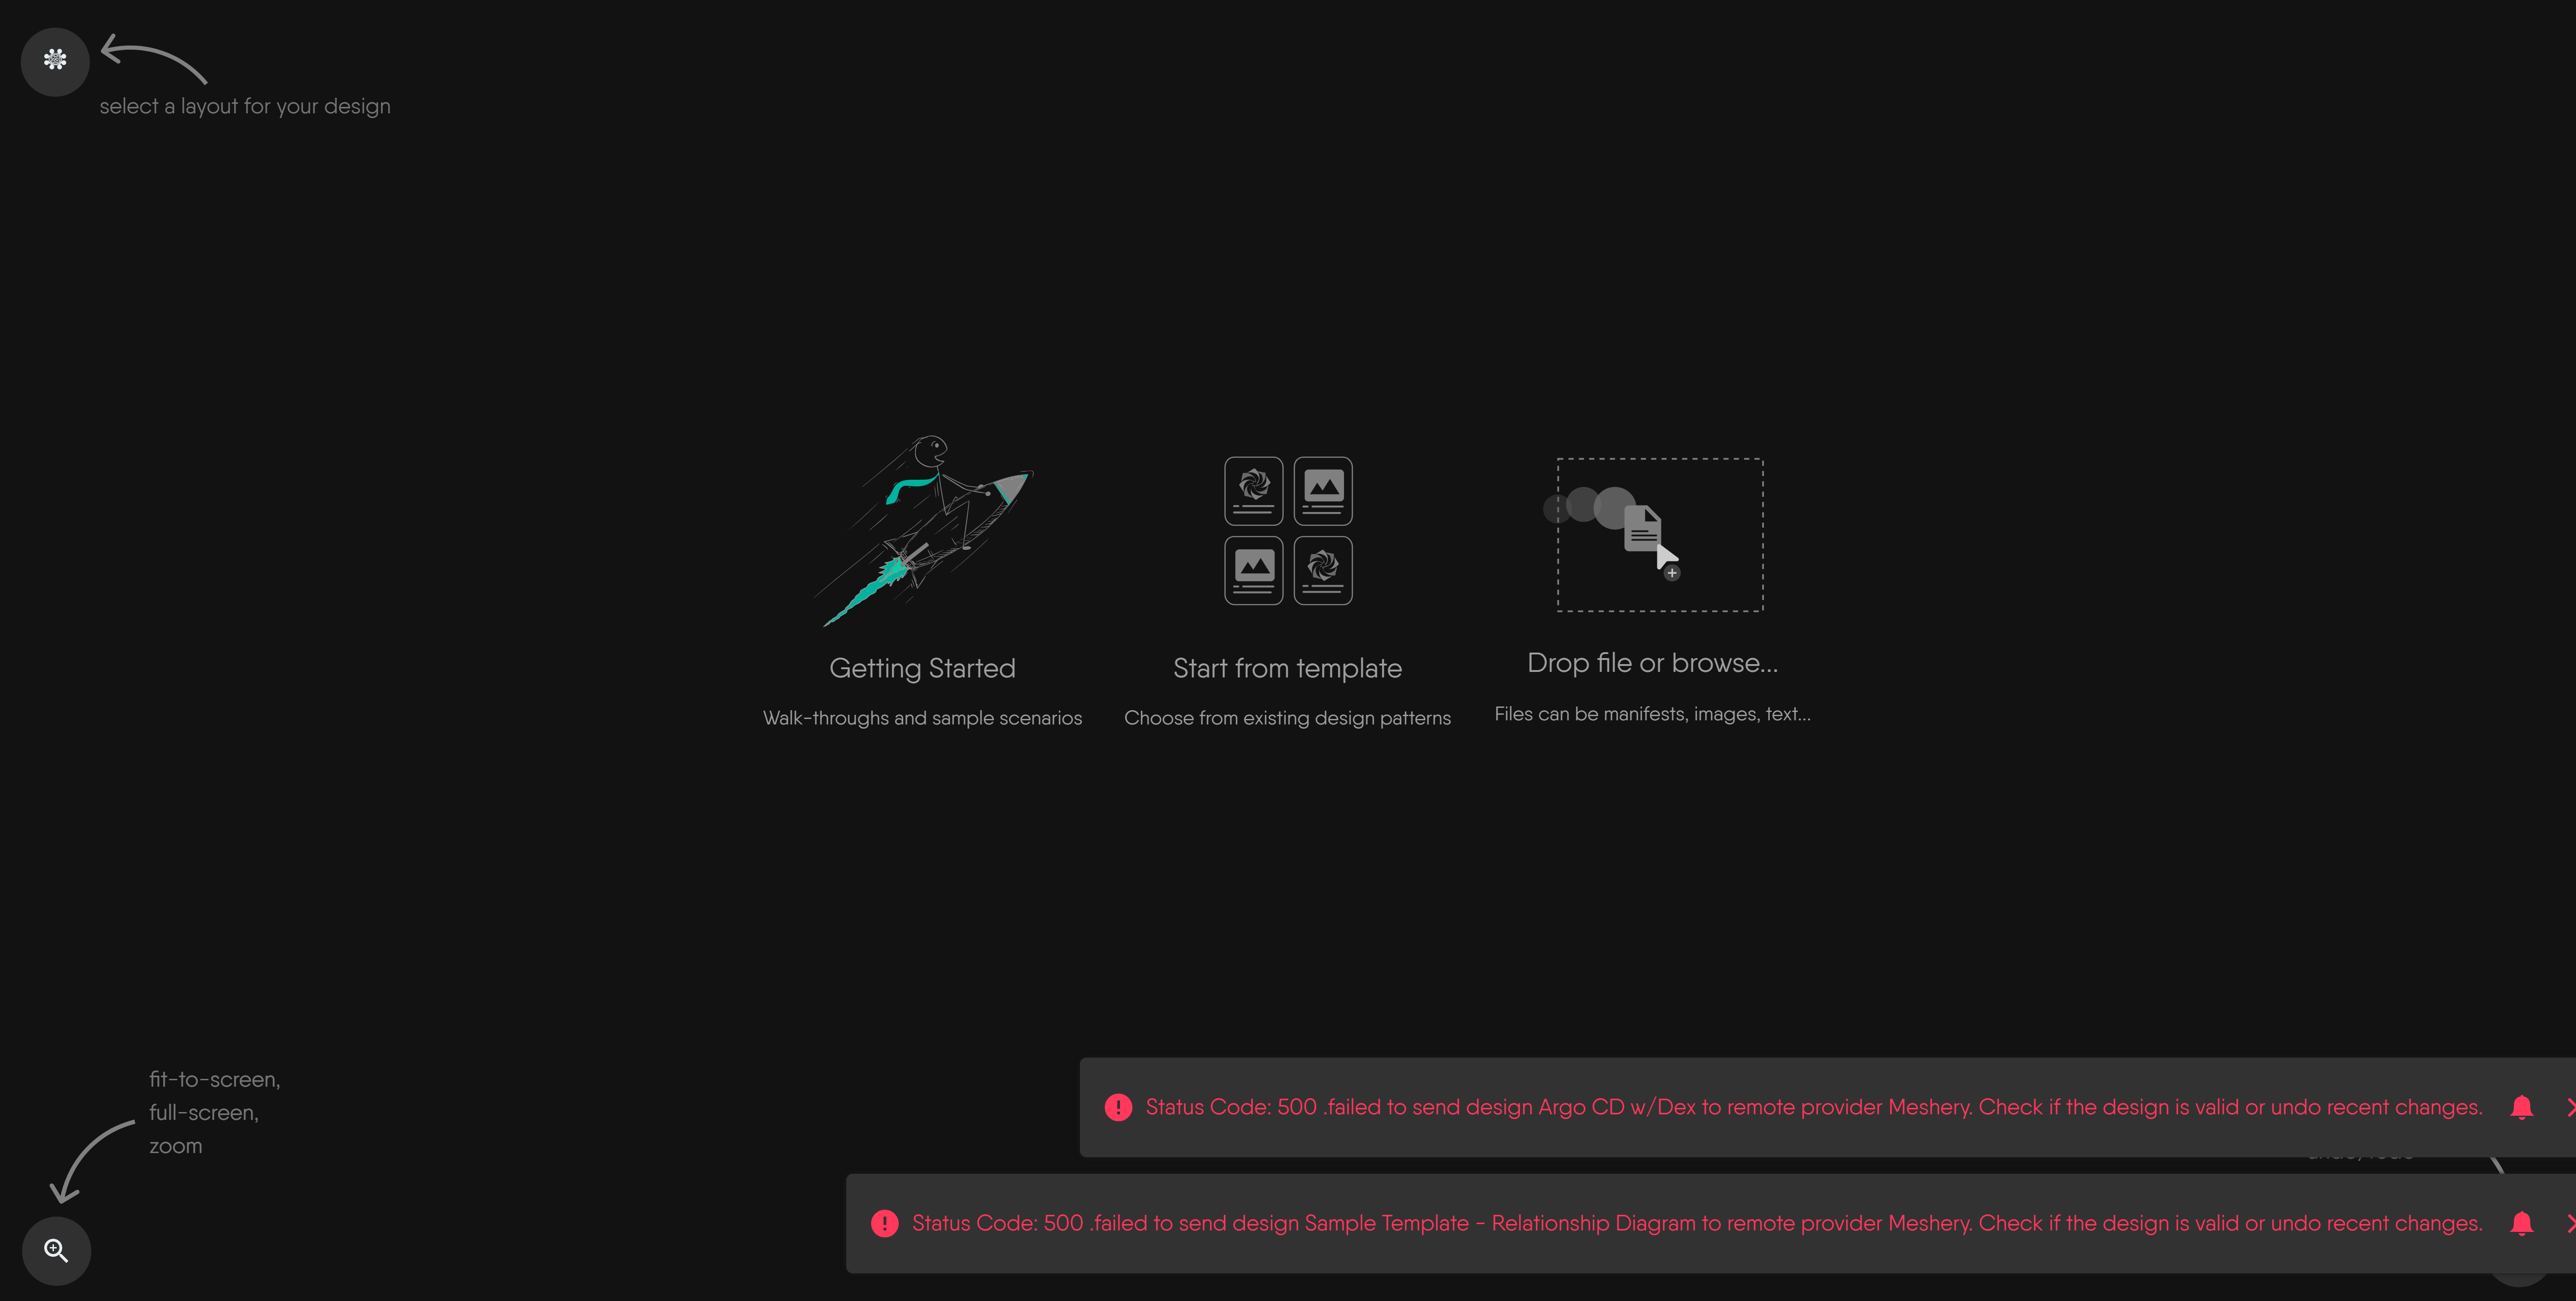 select a layout for your design
Getting Started
Walk-throughs and sample scenarios
Start from template
Choose from existing design patterns
Drop file or browse...
Files can be manifests, images, text...
fit-to-screen,
full-screen,
zoom
Status Code: 500 .failed to send design Argo CD w/Dex to remote provider Meshery. Check if the design is valid or undo recent changes.
Status Code: 500 .failed to send design Sample Template - Relationship Diagram to remote provider Meshery. Check if the design is valid or undo recent changes.